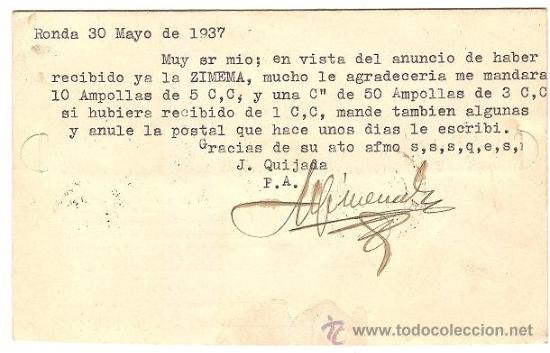 Ronda 30 Mayo de 1937
Muy sr mio; en vista del anuncio de haber
recibido ya la ZIMEMA, mucho le agradeceria me mandara
10 Ampollas de 5 C,C, y una C" de 50 Ampollas de 3 C,C
si hubiera recibido de 1 C,C, mande tambien algunas
y anule la postal que hace unos dias le escribi.
Gracias de su ato afmo s,s,s,q,e,s,
J. Quijada
P.A.
todocoleccion
www.todocoleccion.net